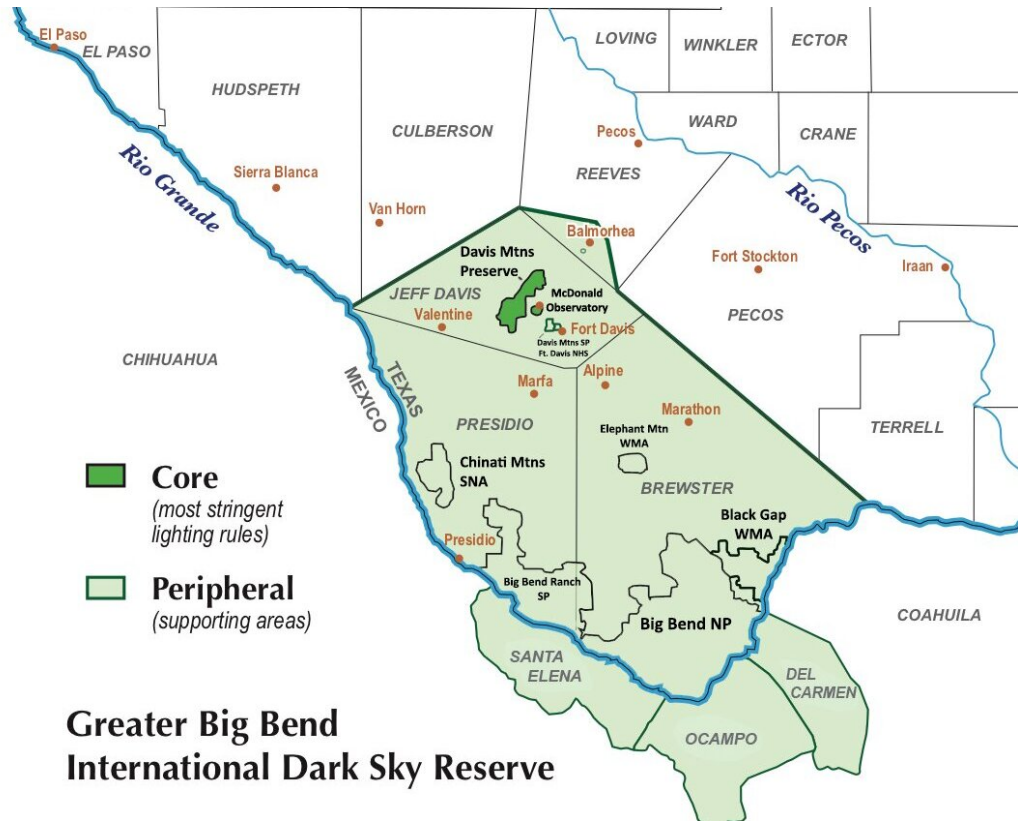 El Paso
EL PASO
HUDSPETH
CULBERSON
LOVING
WINKLER
ECTOR
WARD
CRANE
Pecos
REEVES
Rio Grande
Sierra Blanca
Van Horn
Rio Pecos
Balmorhea
Fort Stockton
Iraan
Davis Mtns
Preserve
McDonald
Observatory
JEFF DAVIS
Valentine
Fort Davis
Davis Mtns SP
Ft. Davis NHS
PECOS
CHIHUAHUA
MEXICO
TEXAS
Marfa
Alpine
Marathon
PRESIDIO
Elephant Mtn
WMA
TERRELL
Chinati Mtns
SNA
BREWSTER
Black Gap
WMA
Core
(most stringent
lighting rules)
Presidio
Big Bend Ranch
SP
Big Bend NP
Peripheral
(supporting areas)
COAHUILA
SANTA
ELENA
DEL
CARMEN
OCAMPO
Greater Big Bend
International Dark Sky Reserve